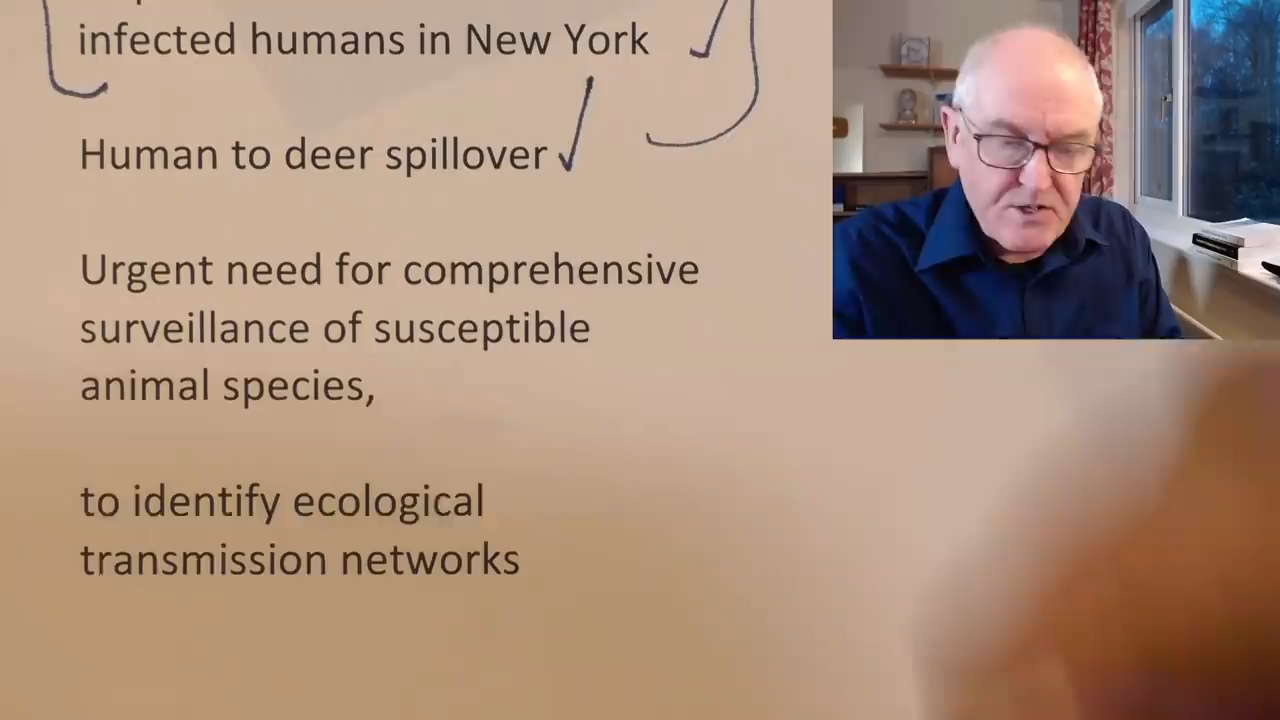 infected humans in New York
Human to deer spillover
Urgent need for comprehensive
surveillance of susceptible
animal species,
to identify ecological
transmission networks